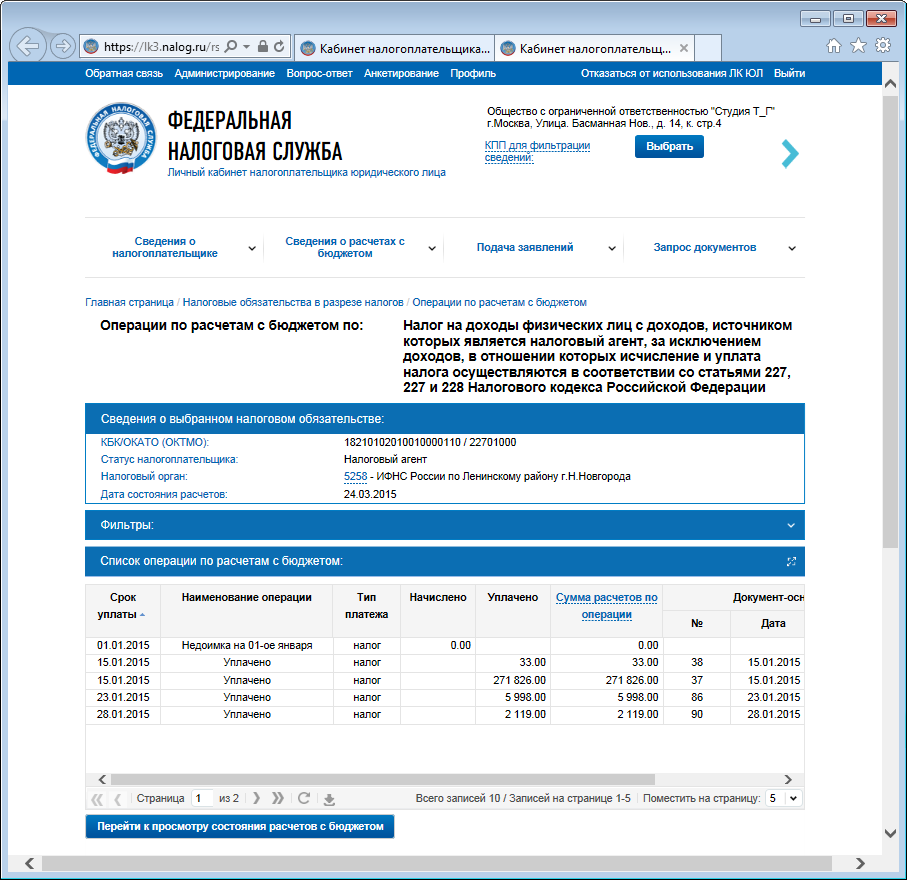 https://lk3.nalog.ru/rs
Кабинет налогоплательщика...
Кабинет налогоплательщ...
Обратная связь Администрирование Вопрос-ответ Анкетирование Профиль Отказаться от использования ЛК ЮЛ Выйти
ФЕДЕРАЛЬНАЯ НАЛОГОВАЯ СЛУЖБА
ФЕДЕРАЛЬНАЯ
НАЛОГОВАЯ СЛУЖБА
Личный кабинет налогоплательщика юридического лица
Общество с ограниченной ответственностью "Студия Т_Г"
г.Москва, Улица. Басманная Нов., д. 14, к. стр.4
КПП для фильтрации
сведений:
Выбрать
Сведения о
налогоплательщике
Сведения о расчетах с
бюджетом
Подача заявлений
Запрос документов
Главная страница / Налоговые обязательства в разрезе налогов / Операции по расчетам с бюджетом
Операции по расчетам с бюджетом по:
Налог на доходы физических лиц с доходов, источником
которых является налоговый агент, за исключением
доходов, в отношении которых исчисление и уплата
налога осуществляются в соответствии со статьями 227,
227 и 228 Налогового кодекса Российской Федерации
Сведения о выбранном налоговом обязательстве:
КБК/ОКАТО (ОКТМО): 18210102010010000110 / 22701000
Статус налогоплательщика: Налоговый агент
Налоговый орган: 5258 - ИФНС России по Ленинскому району г.Н.Новгорода
Дата состояния расчетов: 24.03.2015
Фильтры:
Список операции по расчетам с бюджетом:
Срок
уплаты
Наименование операции
Тип
платежа
Начислено
Уплачено
Сумма расчетов по
операции
Документ-осн
№
Дата
01.01.2015 Недоимка на 01-ое января налог 0.00 0.00
15.01.2015 Уплачено налог 33.00 33.00 38 15.01.2015
15.01.2015 Уплачено налог 271 826.00 271 826.00 37 15.01.2015
23.01.2015 Уплачено налог 5 998.00 5 998.00 86 23.01.2015
28.01.2015 Уплачено налог 2 119.00 2 119.00 90 28.01.2015
Страница 1 из 2 Всего записей 10 / Записей на странице 1-5 Поместить на страницу: 5
Перейти к просмотру состояния расчетов с бюджетом